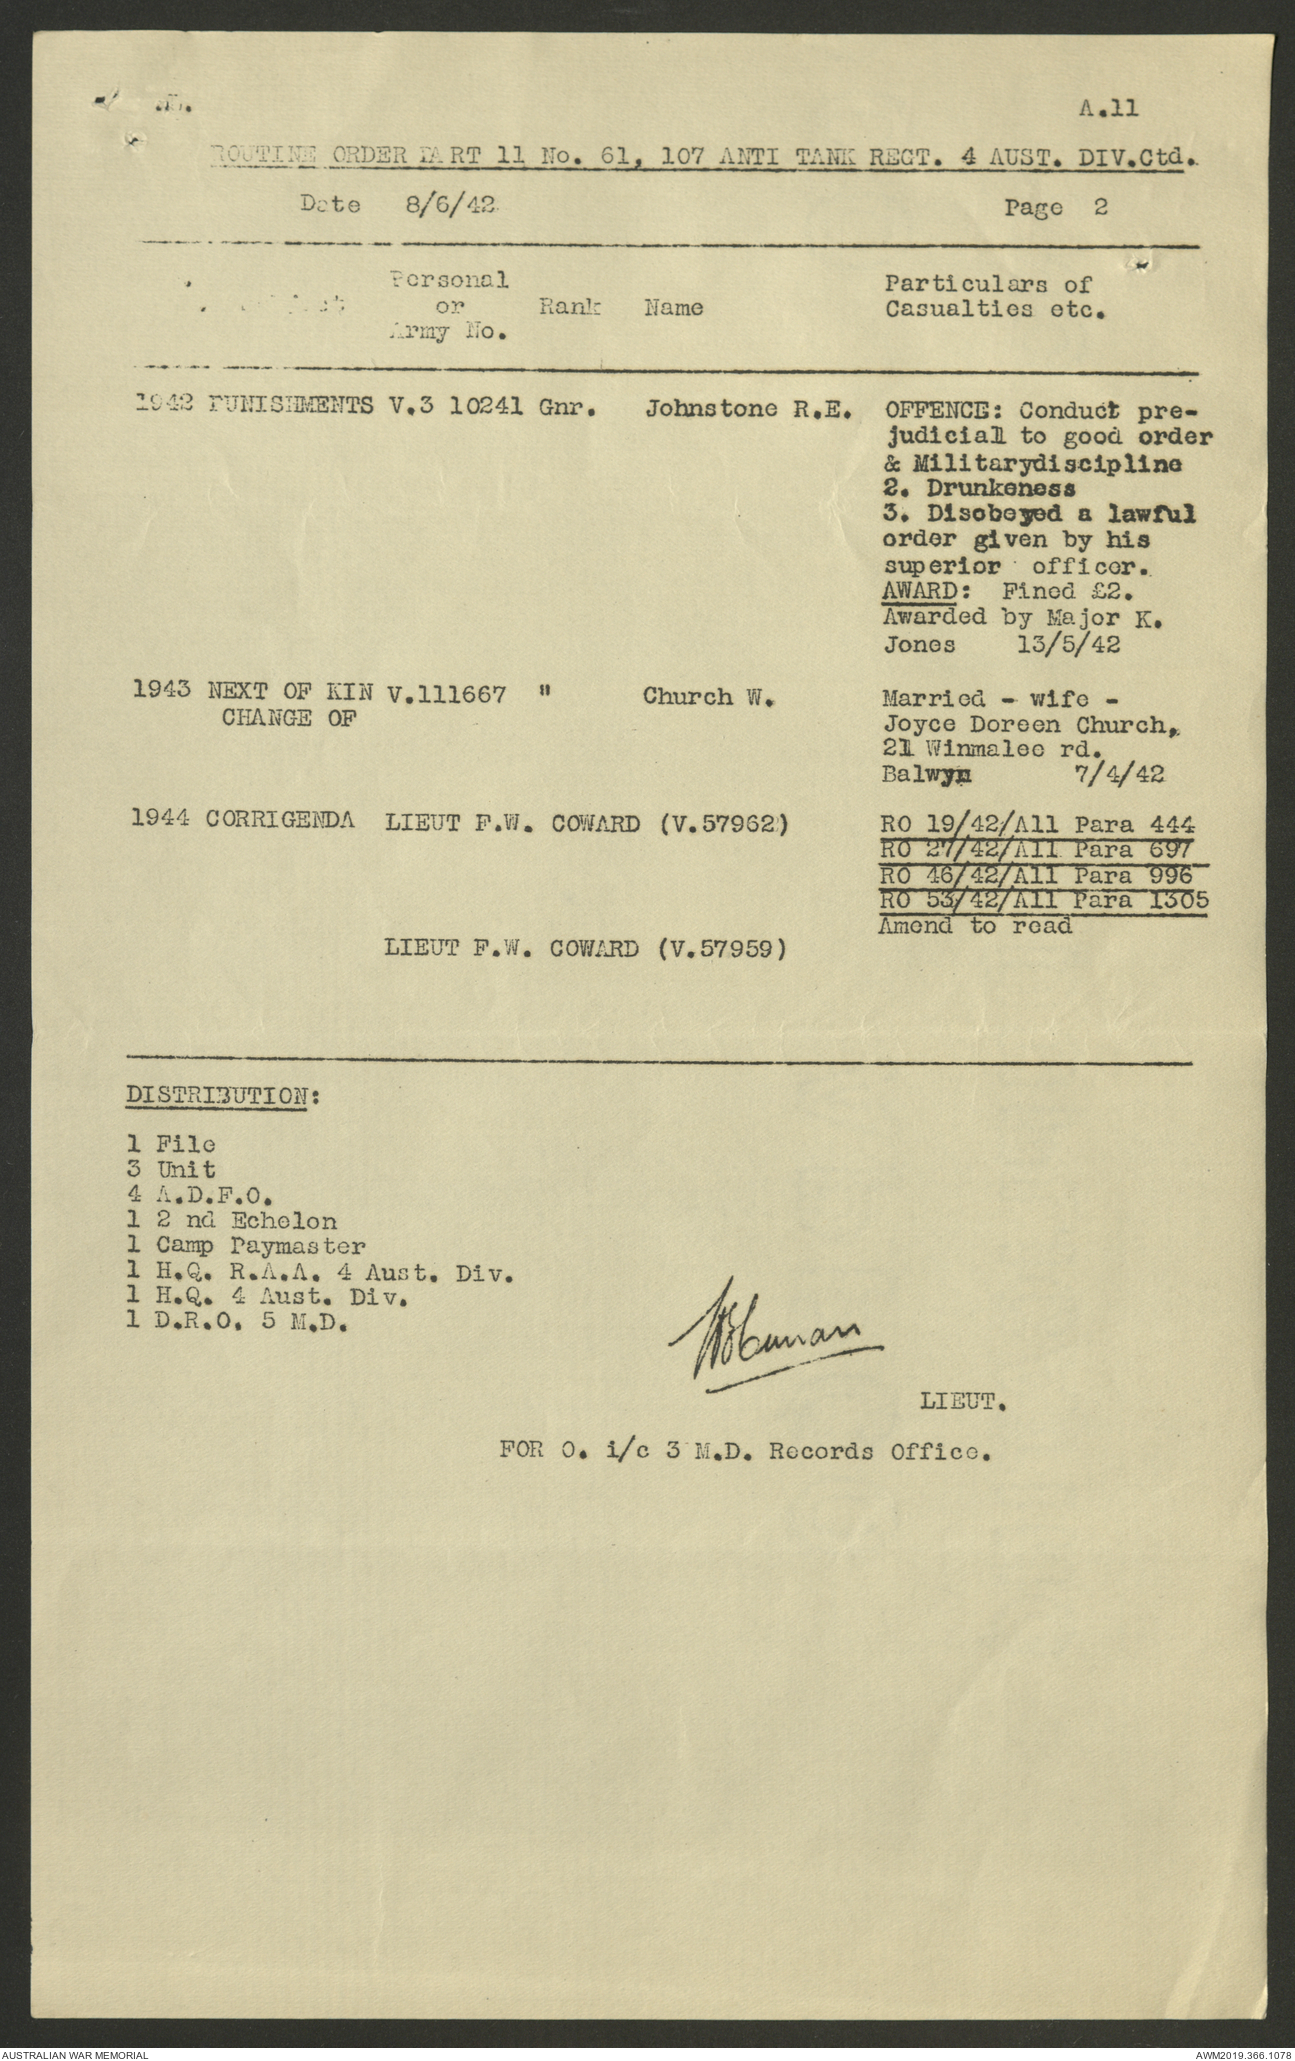 No.
A.11
ROUTINE ORDER PART 11 No. 61, 107 ANTI TANK REGT. 4 AUST. DIV.Ctd.
Date 8/6/42
Page 2
Personal
or
Army No.
Rank Name
Particulars of
Casualties etc.
1942 PUNISHMENTS V.3 10241 Gnr. Johnstone R.E. OFFENCE: Conduct pre-
judicial to good order
& Militarydiscipline
2. Drunkeness
3. Disobeyed a lawful
order given by his
superior officer.
AWARD: Fined £2.
Awarded by Major K.
Jones 13/5/42
1943 NEXT OF KIN V.111667 " Church W. Married - wife -
CHANGE OF Joyce Doreen Church,
21 Winmalee rd.
Balwyn 7/4/42
1944 CORRIGENDA LIEUT F.W. COWARD (V.57962) RO 19/42/A11 Para 444
RO 27/42/A11 Para 697
RO 46/42/A11 Para 996
RO 53/42/A11 Para 1305
Amend to read
LIEUT F.W. COWARD (V.57959)
DISTRIBUTION:
1 File
3 Unit
4 A.D.F.O.
1 2 nd Echelon
1 Camp Paymaster
1 H.Q. R.A.A. 4 Aust. Div.
1 H.Q. 4 Aust. Div.
1 D.R.O. 5 M.D.
LIEUT.
FOR O. i/c 3 M.D. Records Office.
AUSTRALIAN WAR MEMORIAL
AWM2019.366.1078